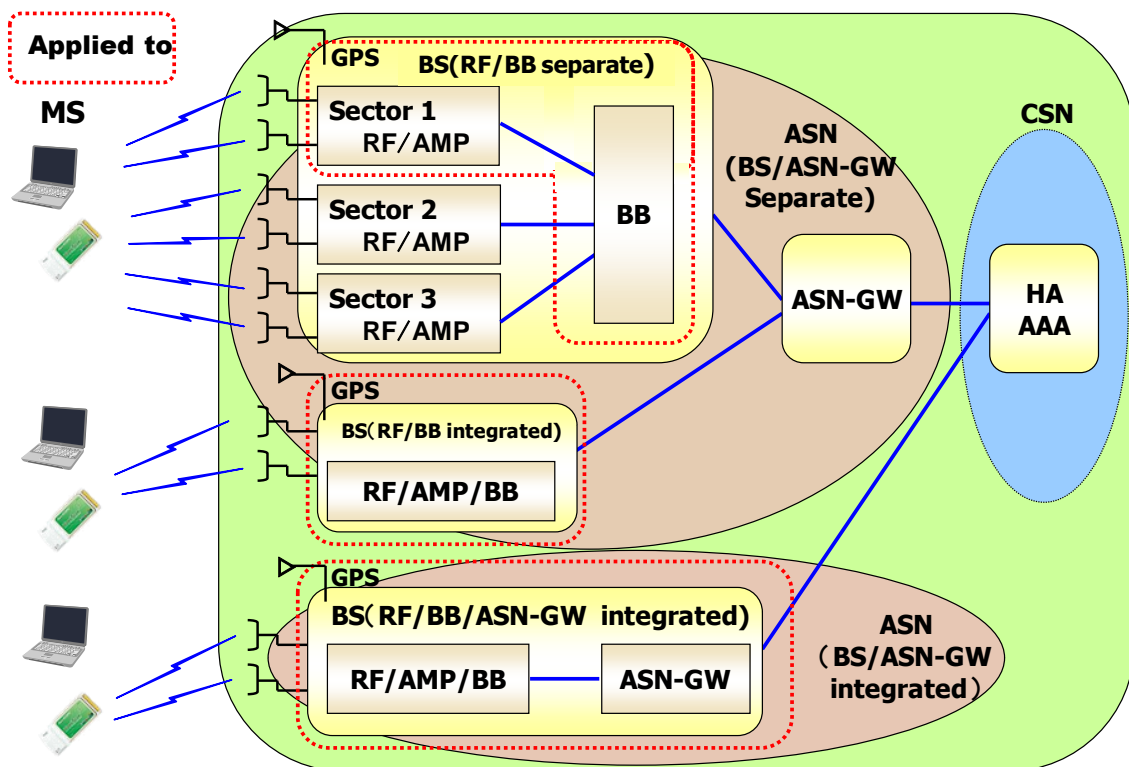 Applied to
MS
GPS
BS(RF/BB separate)
Sector 1
RF/AMP
Sector 2
RF/AMP
Sector 3
RF/AMP
BB
ASN
(BS/ASN-GW
Separate)
ASN-GW
CSN
HA
AAA
GPS
BS(RF/BB integrated)
RF/AMP/BB
GPS
BS(RF/BB/ASN-GW integrated)
RF/AMP/BB
ASN-GW
ASN
(BS/ASN-GW
integrated)